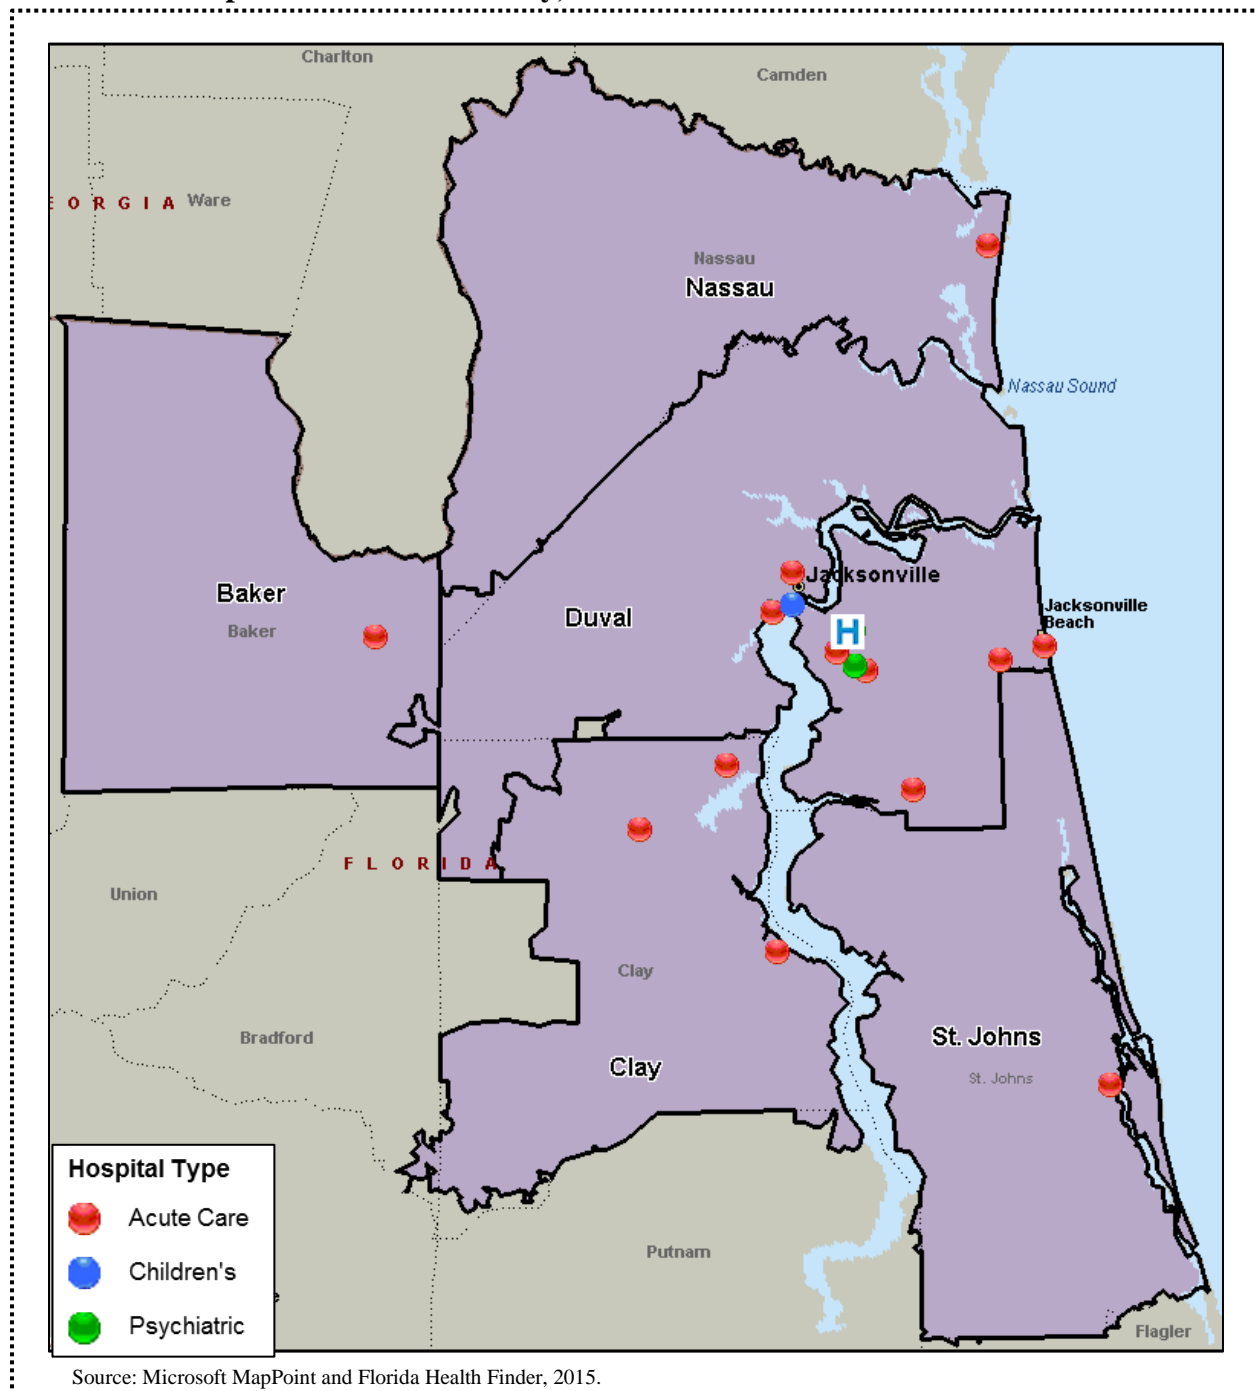 Charlton
Camden
EORGIA Ware
Nassau
Nassau
Nassau Sound
Jacksonville
Baker
Duval
Jacksonville
Beach
Baker
H
FLORIDA
Union
Clay
Bradford
St. Johns
Clay
St. Johns
Hospital Type
Acute Care
Children's
Psychiatric
Putnam
Flagler
Source: Microsoft MapPoint and Florida Health Finder, 2015.